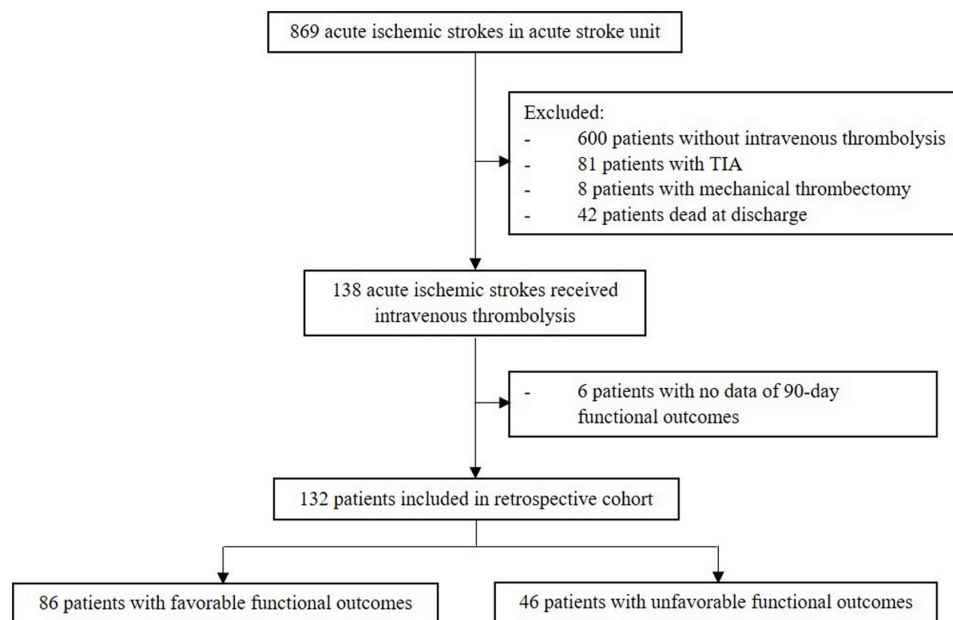 869 acute ischemic strokes in acute stroke unit
Excluded:
- 600 patients without intravenous thrombolysis
- 81 patients with TIA
- 8 patients with mechanical thrombectomy
- 42 patients dead at discharge
138 acute ischemic strokes received
intravenous thrombolysis
- 6 patients with no data of 90-day
functional outcomes
132 patients included in retrospective cohort
86 patients with favorable functional outcomes
46 patients with unfavorable functional outcomes